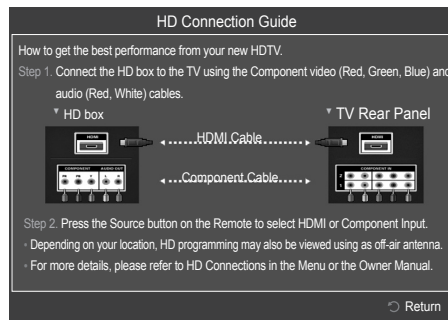 HD Connection Guide
How to get the best performance from your new HDTV.
Step 1. Connect the HD box to the TV using the Component video (Red, Green, Blue) and
audio (Red, White) cables.
▼ HD box
▼ TV Rear Panel
HDMI
HDMI Cable
HDMI
COMPONENT AUDIO OUT
Component Cable
COMPONENT IN
2
1
Step 2. Press the Source button on the Remote to select HDMI or Component Input.
• Depending on your location, HD programming may also be viewed using as off-air antenna.
• For more details, please refer to HD Connections in the Menu or the Owner Manual.
Return